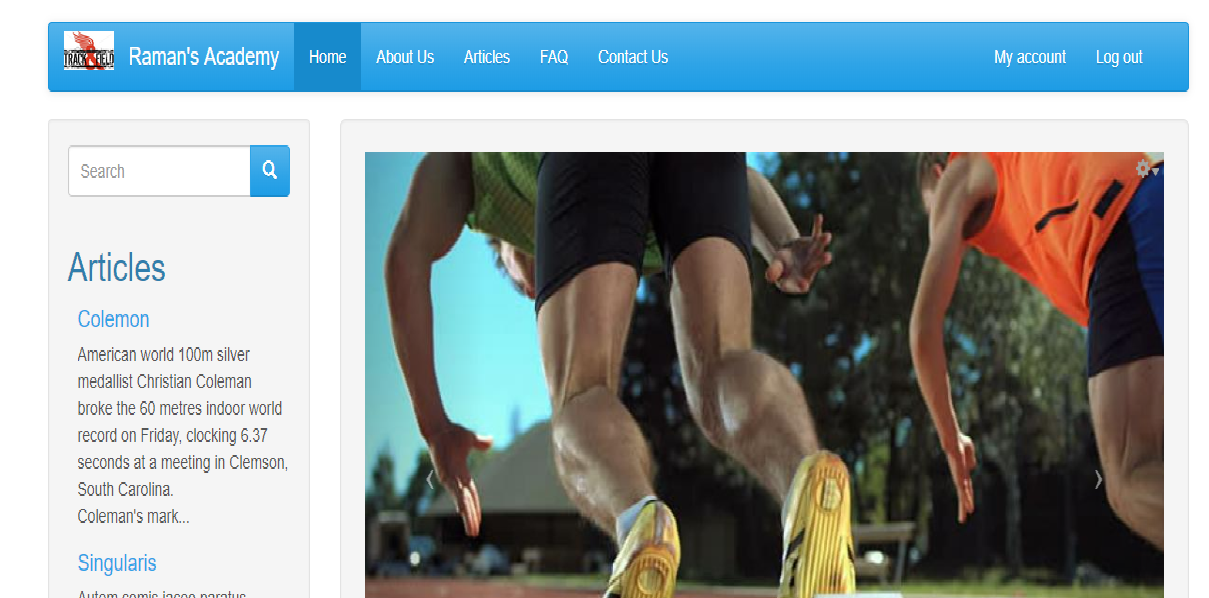 TRACK & FIELD
Raman's Academy
Home
About Us
Articles
FAQ
Contact Us
My account
Log out
Search
Articles
Colemon
American world 100m silver
medallist Christian Coleman
broke the 60 metres indoor world
record on Friday, clocking 6.37
seconds at a meeting in Clemson,
South Carolina.
Coleman's mark...
Singularis
Autem comis jaceo paratus